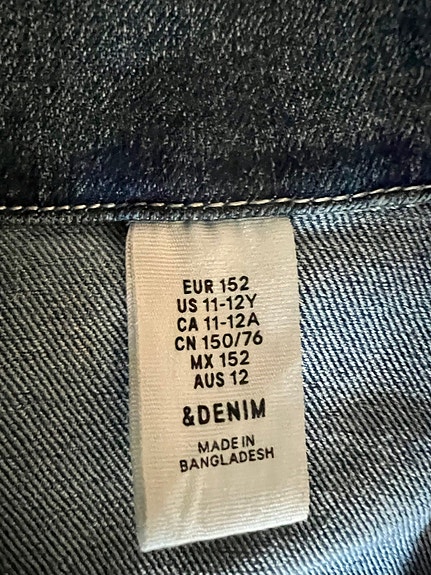 EUR 152
US 11-12Y
CA 11-12A
CN 150/76
MX 152
AUS 12
&DENIM
MADE IN
BANGLADESH